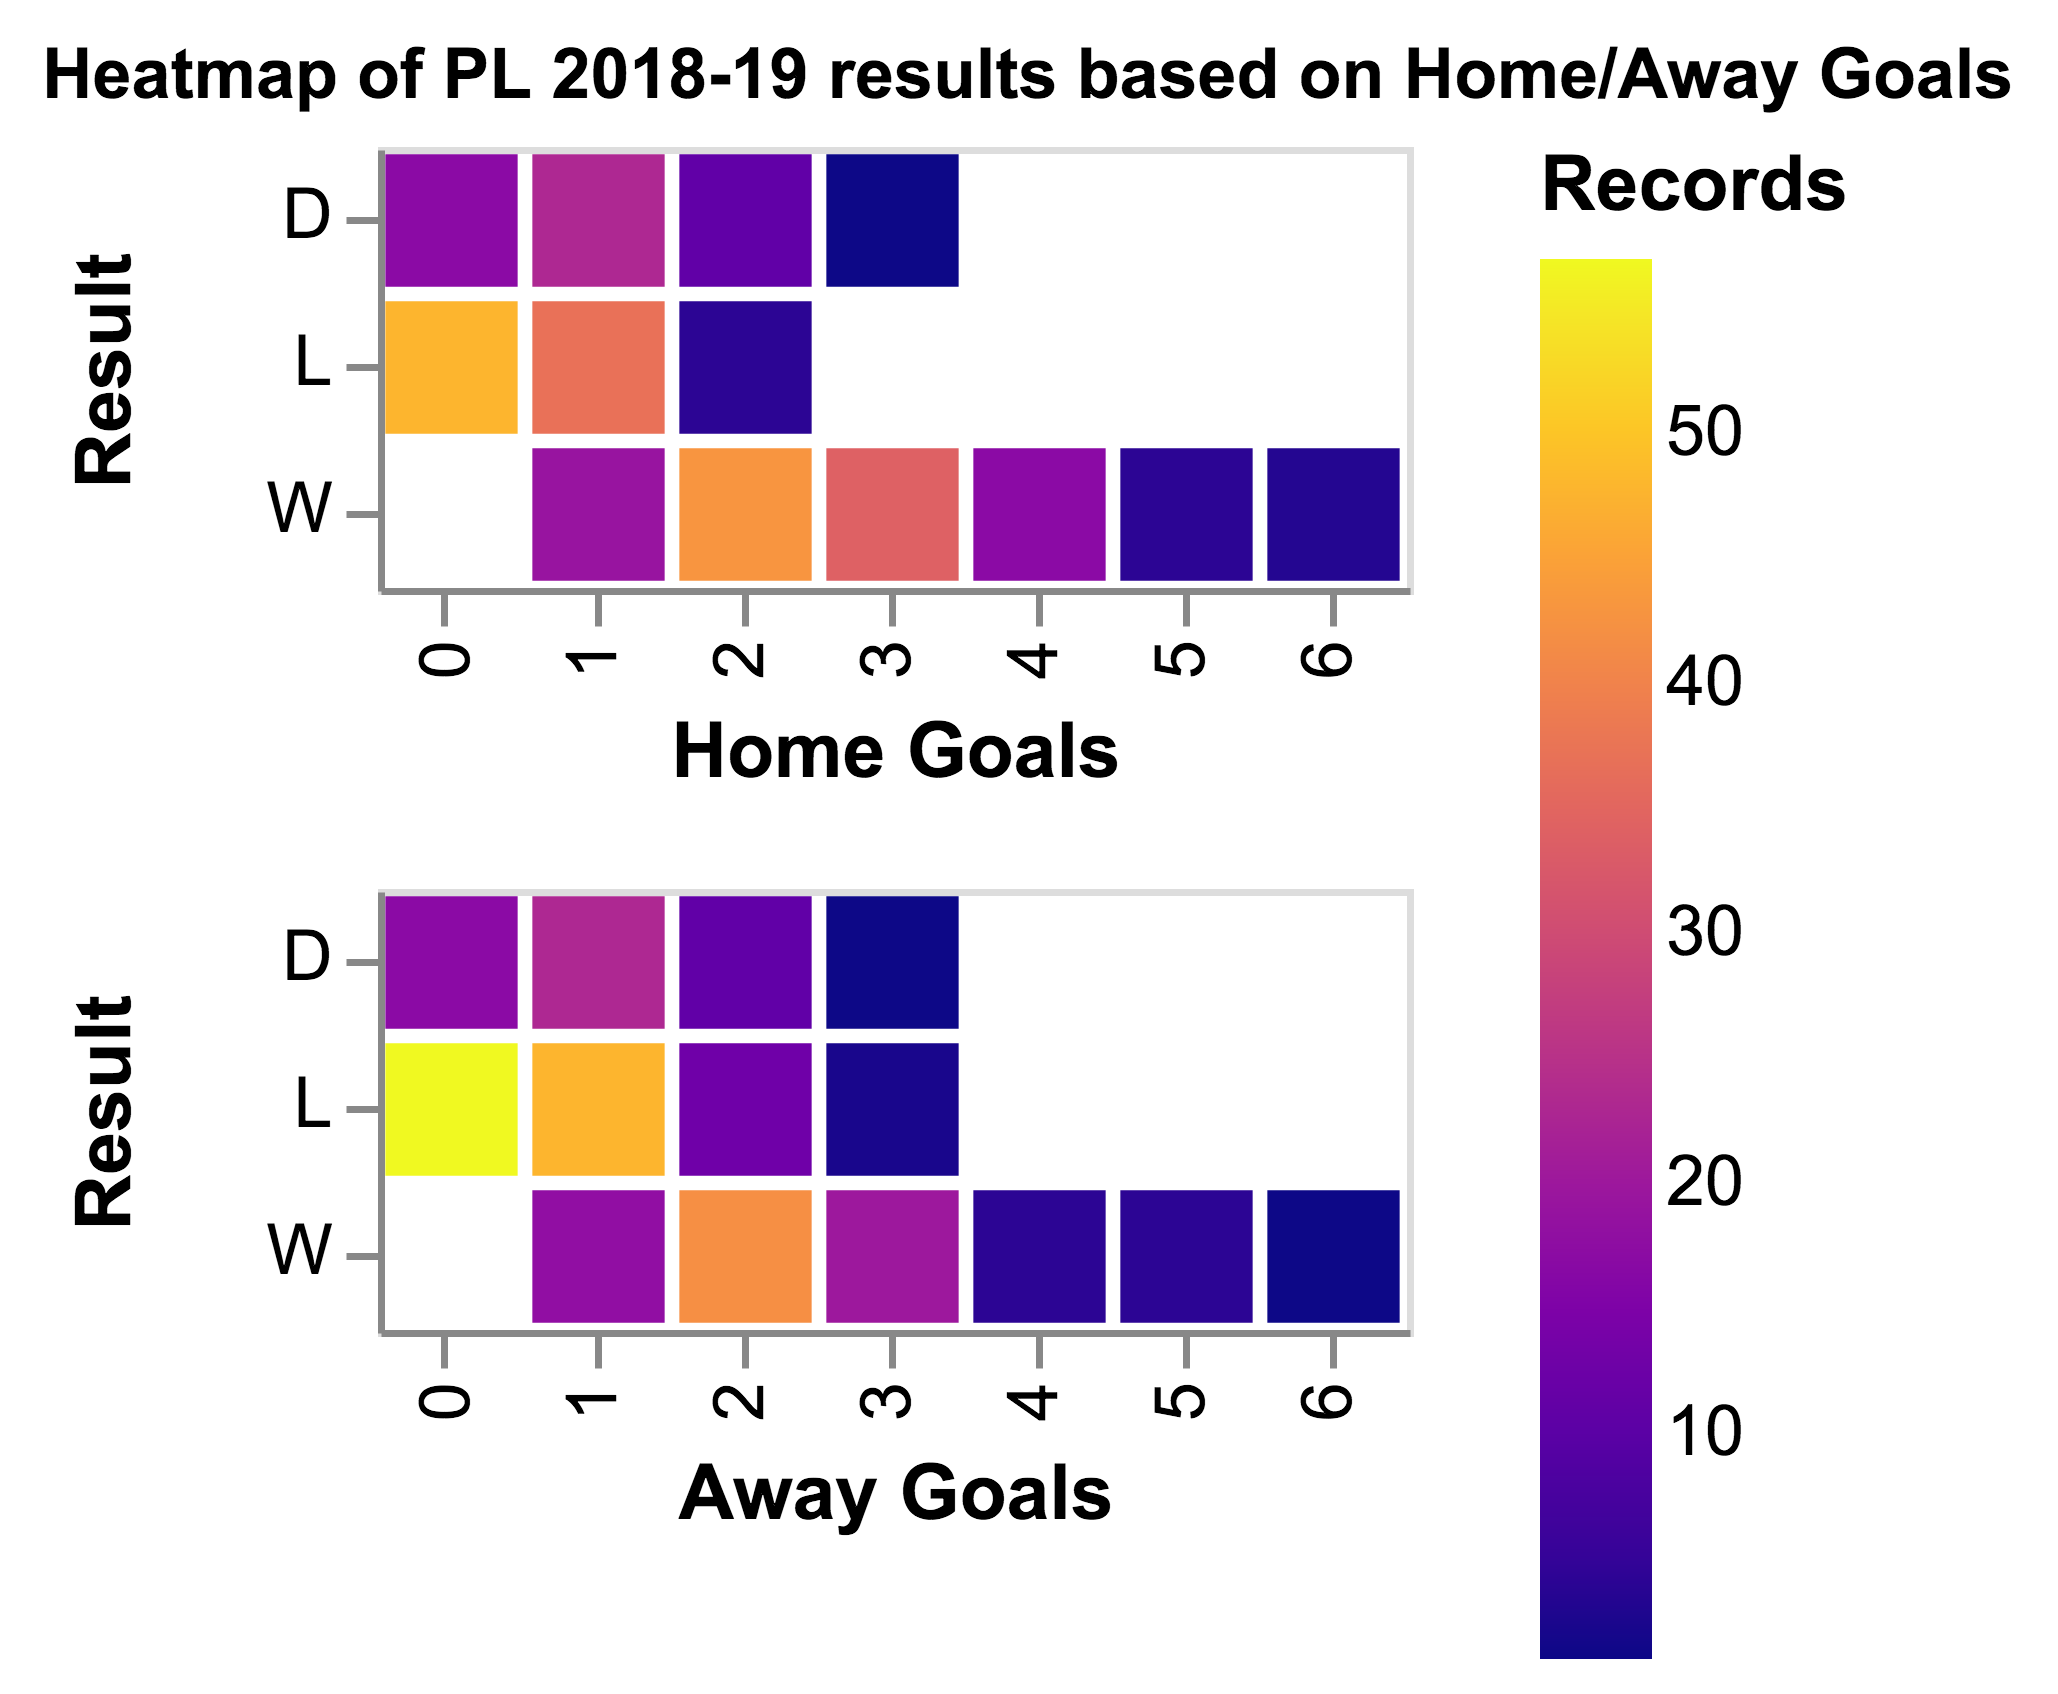 Heatmap of PL 2018-19 results based on Home/Away Goals
Records
50
40
30
20
10
Result
D
L
W
0 1 2 3 4 5 6
Home Goals
Result
D
L
W
0 1 2 3 4 5 6
Away Goals